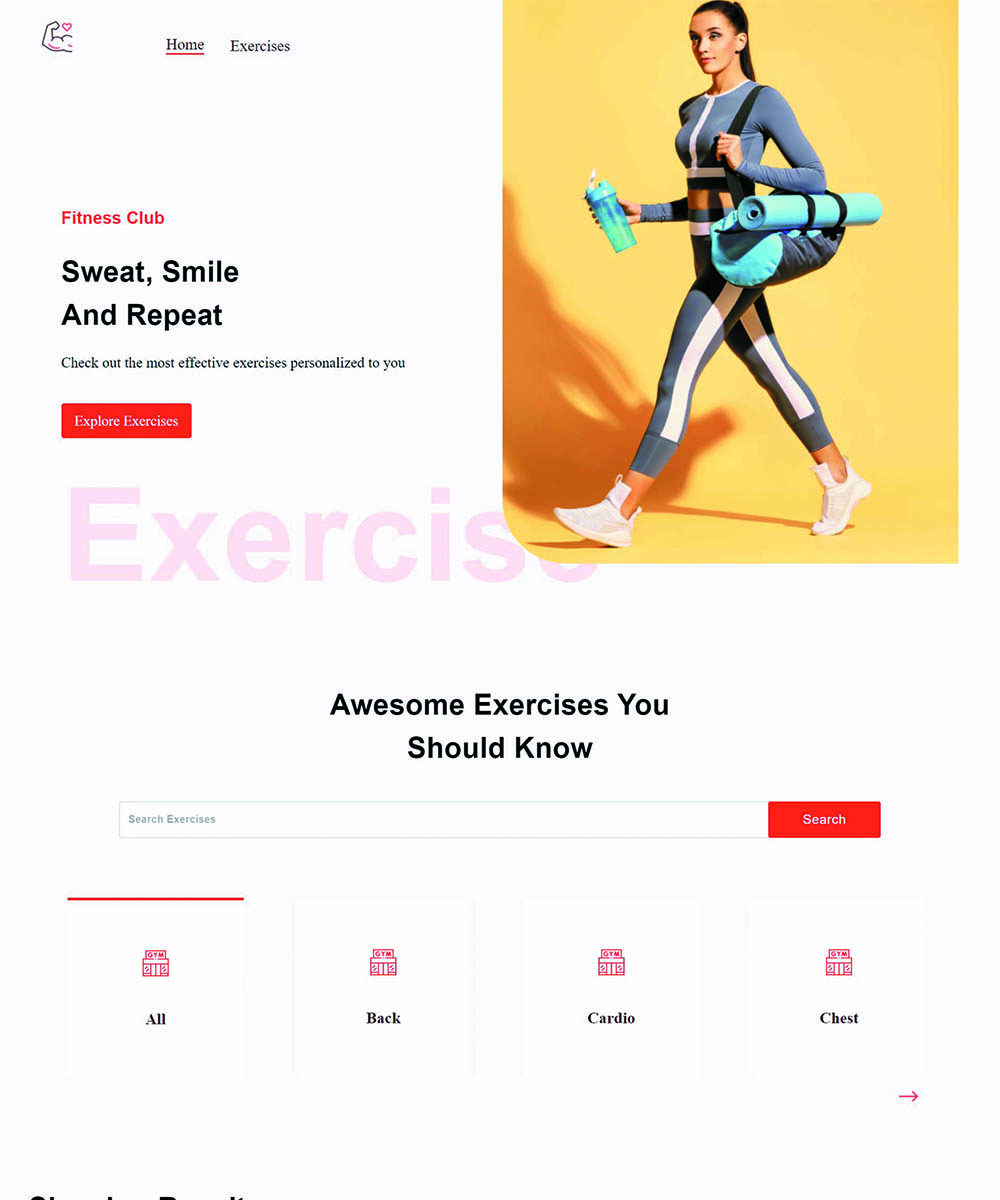 Home
Exercises
Fitness Club
Sweat, Smile
And Repeat
Check out the most effective exercises personalized to you
Explore Exercises
Exercise
Awesome Exercises You
Should Know
Search Exercises
Search
GYM
GYM
GYM
GYM
All
Back
Cardio
Chest